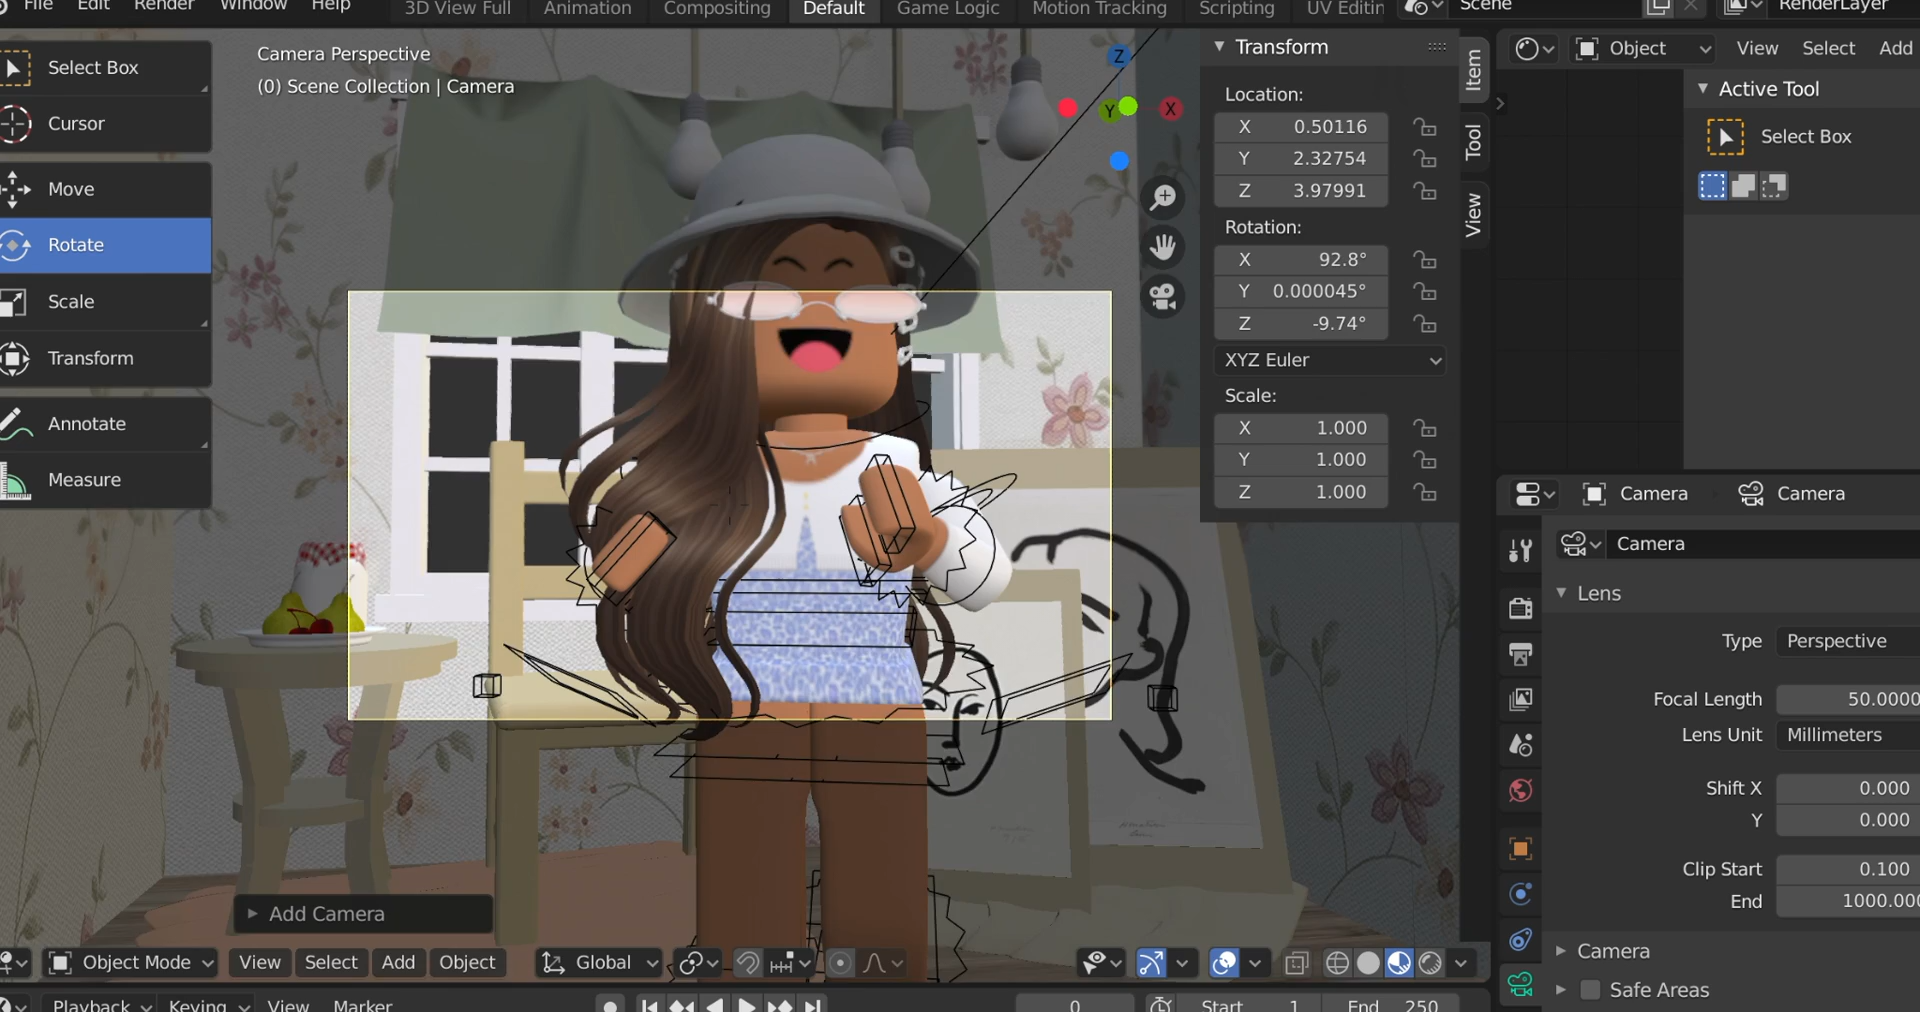 File Edit Render Window Help 3D View Full Animation Compositing Default Game Logic Motion Tracking Scripting UV Editin Scene RenderLayer
Select Box
Cursor
Move
Rotate
Scale
Transform
Annotate
Measure
Camera Perspective
(0) Scene Collection | Camera
Z
Y
X
Transform
Location:
X 0.50116
Y 2.32754
Z 3.97991
Rotation:
X 92.8°
Y 0.000045°
Z -9.74°
XYZ Euler
Scale:
X 1.000
Y 1.000
Z 1.000
Item
Tool
View
Object View Select Add
Active Tool
Select Box
Camera Camera
Camera
Lens
Type Perspective
Focal Length 50.0000
Lens Unit Millimeters
Shift X 0.000
Y 0.000
Clip Start 0.100
End 1000.000
Camera
Safe Areas
Add Camera
Object Mode View Select Add Object Global
Playback Keying View Marker 0 Start 1 End 250